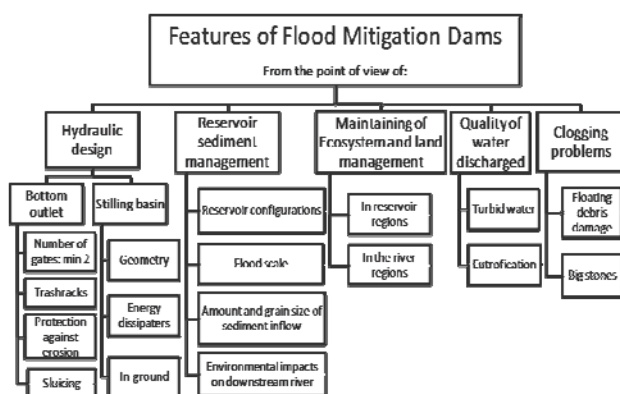 Features of Flood Mitigation Dams
From the point of view of:
Hydraulic
design
Reservoir
sediment
management
Maintaining of
Ecosystem and land
management
Quality of
water
discharged
Clogging
problems
Bottom
outlet
Stilling basin
Number of
gates: min 2
Trashracks
Protection
against
erosion
Sluicing
Geometry
Energy
dissipaters
In ground
Reservoir configurations
Flood scale
Amount and grain size of
sediment inflow
Environmental impacts
on downstream river
In reservoir
regions
In the river
regions
Turbid water
Eutrofication
Floating
debris
damage
Big stones